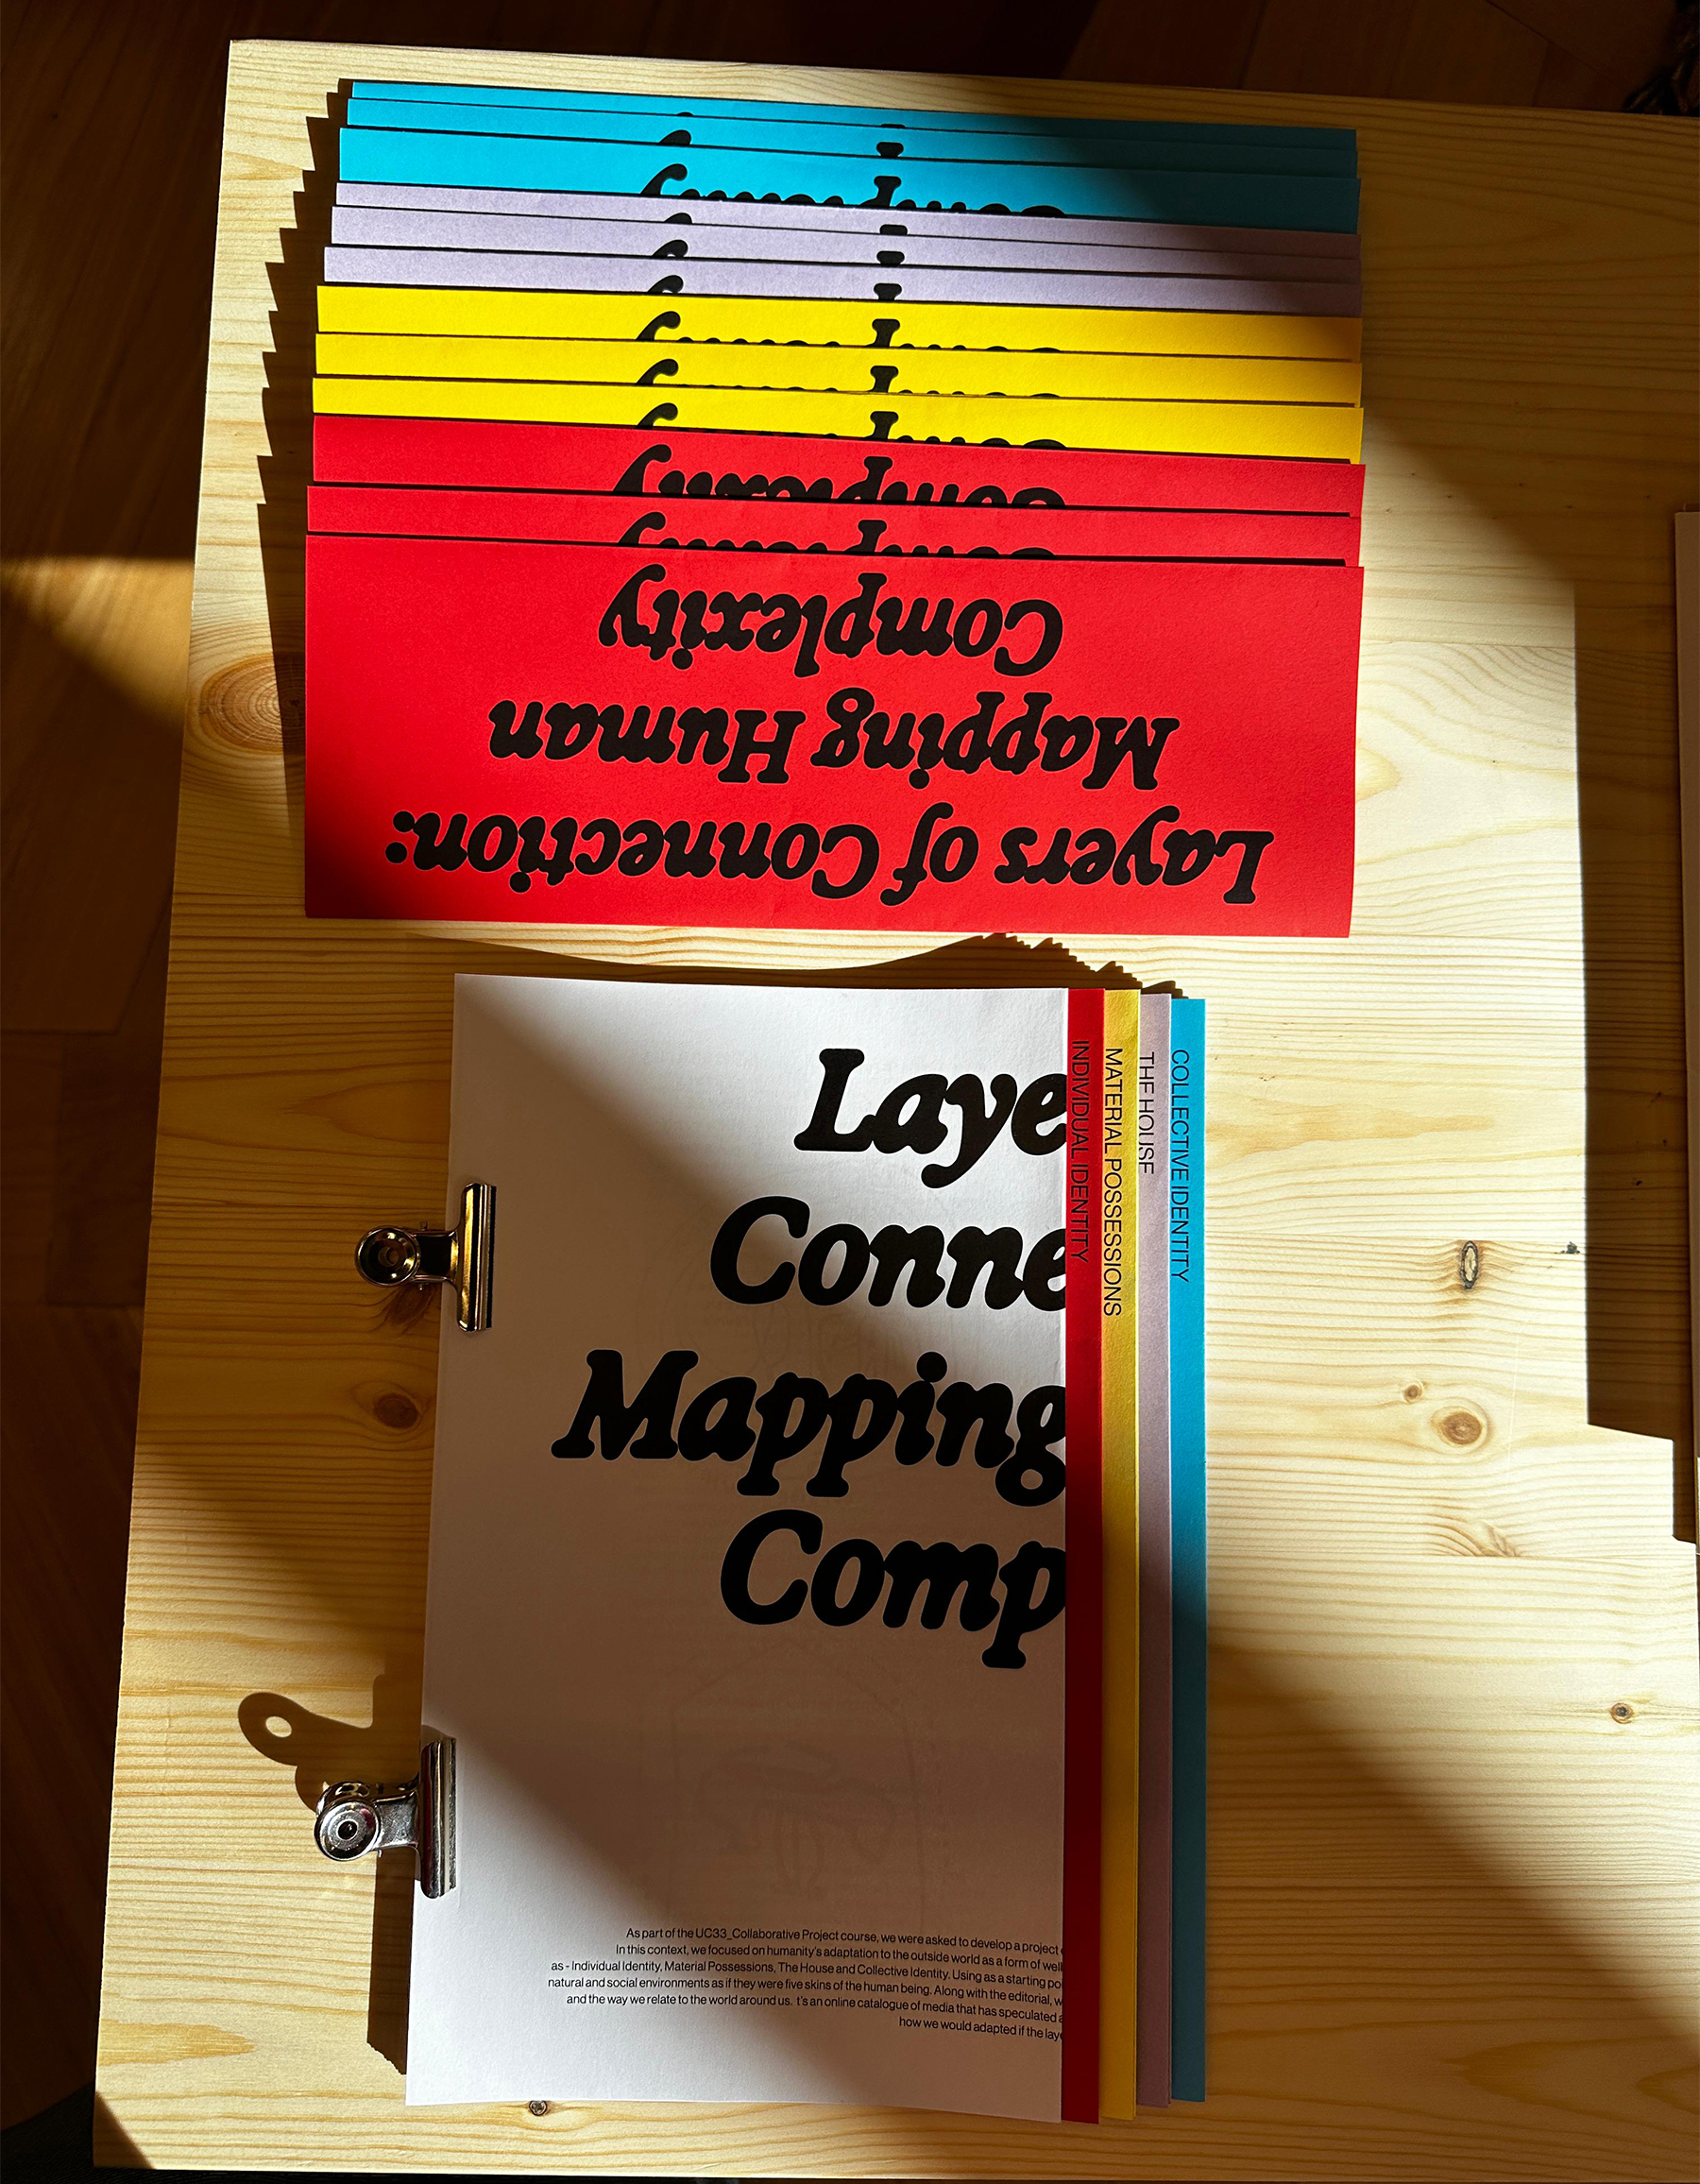 Layers of Connection:
Mapping Human
Complexity
Laye
Conne
Mapping
Comp
INDIVIDUAL IDENTITY
MATERIAL POSSESSIONS
THE HOUSE
COLLECTIVE IDENTITY
As part of the UC33_Collaborative Project course, we were asked to develop a project
In this context, we focused on humanity's adaptation to the outside world as a form of well
as - Individual Identity, Material Possessions, The House and Collective Identity. Using as a starting po
natural and social environments as if they were five skins of the human being. Along with the editorial, w
and the way we relate to the world around us. t's an online catalogue of media that has speculated a
how we would adapted if the laye